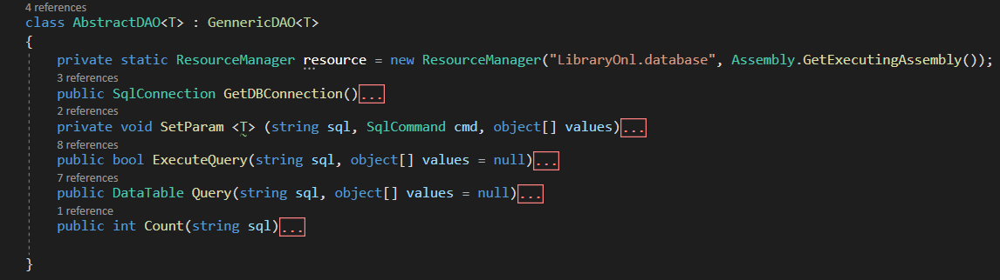 4 references
class AbstractDAO<T> : GennericDAO<T>
{
private static ResourceManager resource = new ResourceManager("LibraryOnl.database", Assembly.GetExecutingAssembly());
3 references
public SqlConnection GetDBConnection()...
2 references
private void SetParam <T> (string sql, SqlCommand cmd, object[] values)...
8 references
public bool ExecuteQuery(string sql, object[] values = null)...
7 references
public DataTable Query(string sql, object[] values = null)...
1 reference
public int Count(string sql)...
}